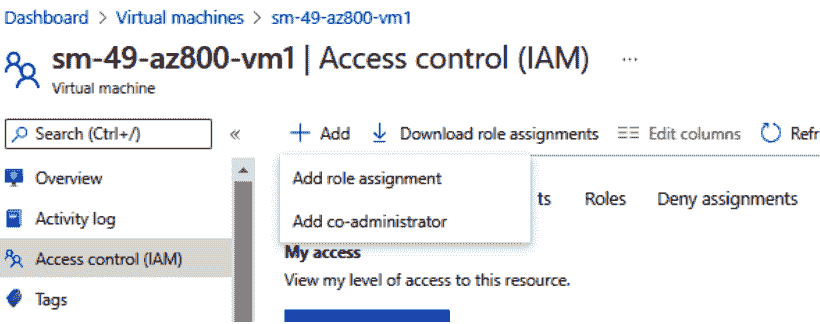 Dashboard > Virtual machines > sm-49-az800-vm1
sm-49-az800-vm1 | Access control (IAM) ...
Virtual machine
Search (Ctrl+/) « + Add Download role assignments Edit columns Refr
Overview
Activity log
Access control (IAM)
Tags
Add role assignment
Add co-administrator
ts Roles Deny assignments
My access
View my level of access to this resource.